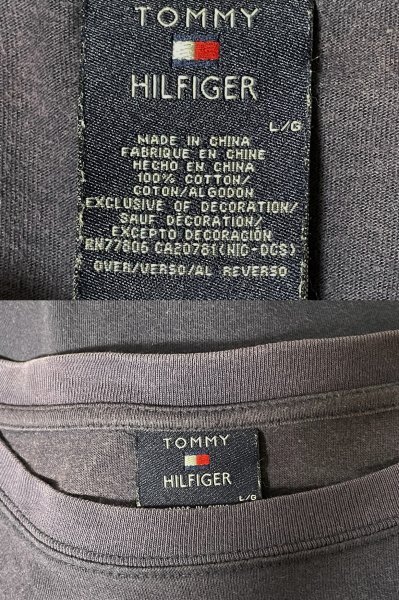 TOMMY
HILFIGER
L/G
MADE IN CHINA
FABRIQUE EN CHINE
HECHO EN CHINA
100% COTTON/
COTON/ALGODON
EXCLUSIVE OF DECORATION/
SAUF DÉCORATION/
EXCEPTO DECORACIÓN
RN77806 CA20781(NIC-DCS)
OVER/VERSO/AL REVERSO
TOMMY
HILFIGER
L/G